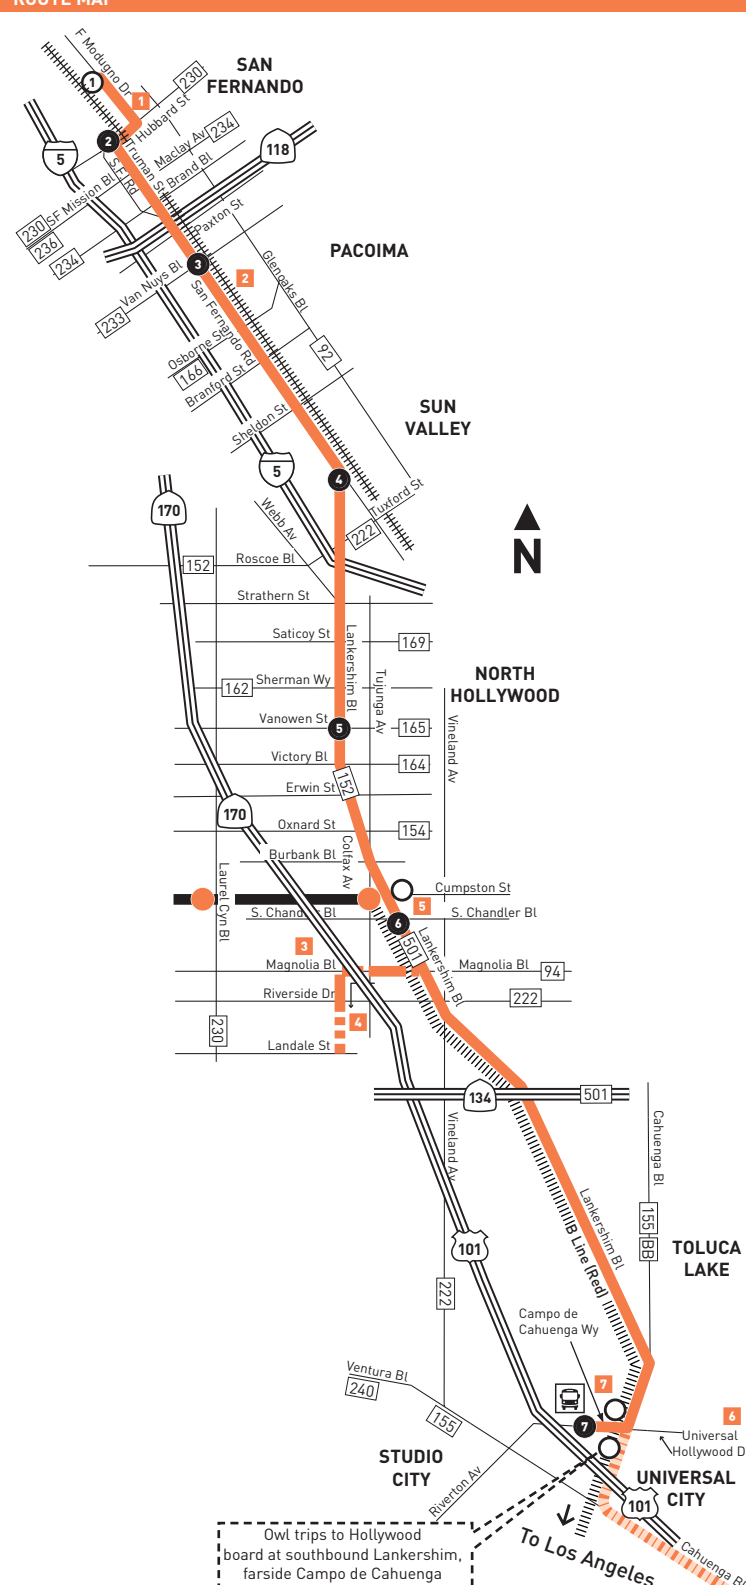 ROUTE MAP
F Modugno Dr
SAN
FERNANDO
1
1
230
Hubbard St
2
Truman St
S.F. Rd
Maclay Av
234
Brand Bl
118
5
SF Mission Bl
230
236
234
Paxton St
PACOIMA
3
2
Glenoaks Bl
Van Nuys Bl
233
San Fernando Rd
Osborne St
166
92
Branford St
Sheldon St
SUN
VALLEY
5
4
Tuxford St
222
170
Webb Av
N
152
Roscoe Bl
Strathern St
Saticoy St
169
Lankershim Bl
Tujunga Av
NORTH
HOLLYWOOD
162
Sherman Wy
Vanowen St
5
165
Vineland Av
Victory Bl
164
152
Erwin St
170
Oxnard St
154
Burbank Bl
Colfax Av
Laurel Cyn Bl
Cumpston St
5
S. Chandler Bl
6
S. Chandler Bl
501
Lankershim Bl
3
Magnolia Bl
Magnolia Bl
94
Riverside Dr
222
4
230
Landale St
134
501
Vineland Av
Cahuenga Bl
Lankershim Bl
155
BB
B Line (Red)
101
TOLUCA
LAKE
222
Campo de
Cahuenga Wy
Ventura Bl
240
155
7
7
6
Universal
Hollywood D
STUDIO
CITY
Riverton Av
UNIVERSAL
CITY
101
Owl trips to Hollywood
board at southbound Lankershim,
farside Campo de Cahuenga
To Los Angeles
Cahuenga Bl